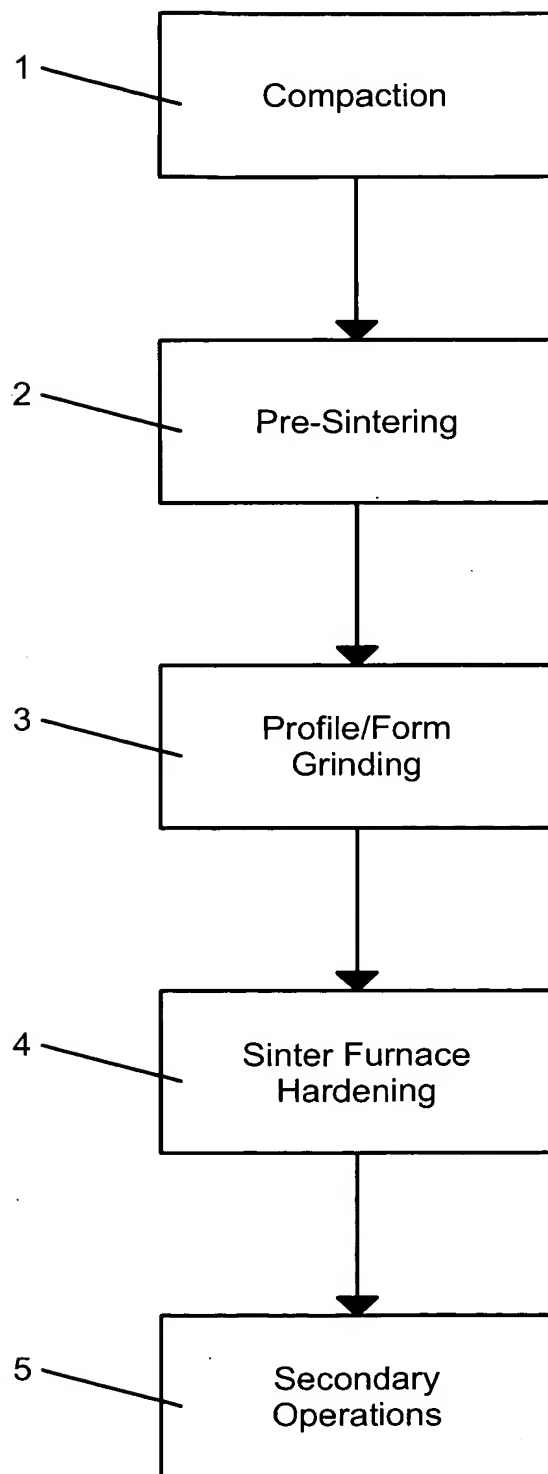 1
Compaction
2
Pre-Sintering
3
Profile/Form
Grinding
4
Sinter Furnace
Hardening
5
Secondary
Operations